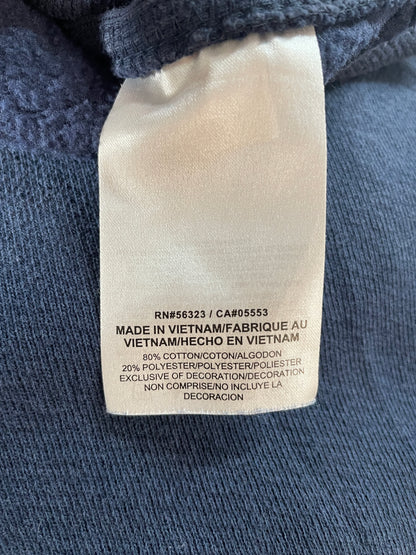 RN#56323 / CA#05553
MADE IN VIETNAM/FABRIQUE AU
VIETNAM/HECHO EN VIETNAM
80% COTTON/COTON/ALGODON
20% POLYESTER/POLYESTER/POLIESTER
EXCLUSIVE OF DECORATION/DECORATION
NON COMPRISE/NO INCLUYE LA
DECORACION